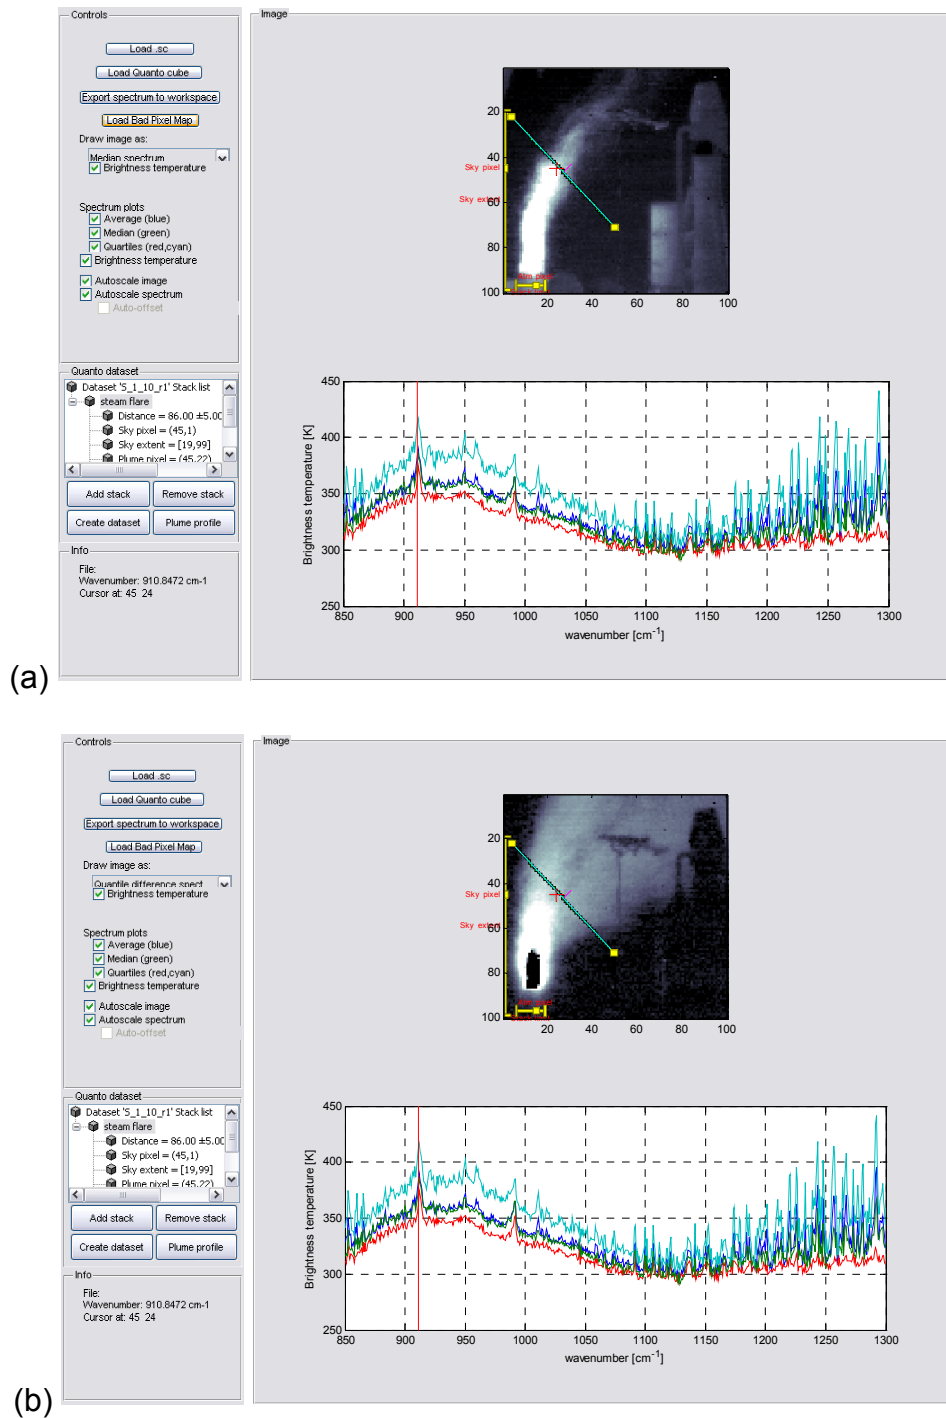 Controls
Load .sc
Load Quanto cube
Export spectrum to workspace
Load Bad Pixel Map
Draw image as:
Median spectrum
Brightness temperature
Spectrum plots
Average (blue)
Median (green)
Quartiles (red,cyan)
Brightness temperature
Autoscale image
Autoscale spectrum
Auto-offset
Quanto dataset
Dataset 'S_1_10_r1' Stack list
steam flare
Distance = 86.00 ±5.00
Sky pixel = (45,1)
Sky extent = [19,99]
Plume pixel = (45,22)
Add stack
Remove stack
Create dataset
Plume profile
Info
File:
Wavenumber: 910.8472 cm-1
Cursor at: 45 24
Image
20
40
60
80
100
Sky pixel
Sky extent
20 40 60 80 100
450
400
350
300
250
Brightness temperature [K]
850 900 950 1000 1050 1100 1150 1200 1250 1300
wavenumber [cm-1]
(a)
Controls
Load .sc
Load Quanto cube
Export spectrum to workspace
Load Bad Pixel Map
Draw image as:
Quantile difference spect
Brightness temperature
Spectrum plots
Average (blue)
Median (green)
Quartiles (red,cyan)
Brightness temperature
Autoscale image
Autoscale spectrum
Auto-offset
Quanto dataset
Dataset 'S_1_10_r1' Stack list
steam flare
Distance = 86.00 ±5.00
Sky pixel = (45,1)
Sky extent = [19,99]
Plume pixel = (45,22)
Add stack
Remove stack
Create dataset
Plume profile
Info
File:
Wavenumber: 910.8472 cm-1
Cursor at: 45 24
Image
20
40
60
80
100
Sky pixel
Sky extent
20 40 60 80 100
450
400
350
300
250
Brightness temperature [K]
850 900 950 1000 1050 1100 1150 1200 1250 1300
wavenumber [cm-1]
(b)